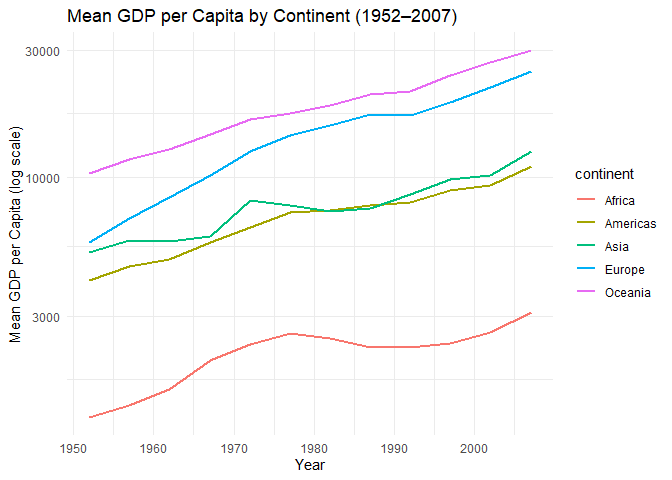 Mean GDP per Capita by Continent (1952–2007)
30000
10000
3000
Mean GDP per Capita (log scale)
1950
1960
1970
1980
1990
2000
Year
continent
Africa
Americas
Asia
Europe
Oceania